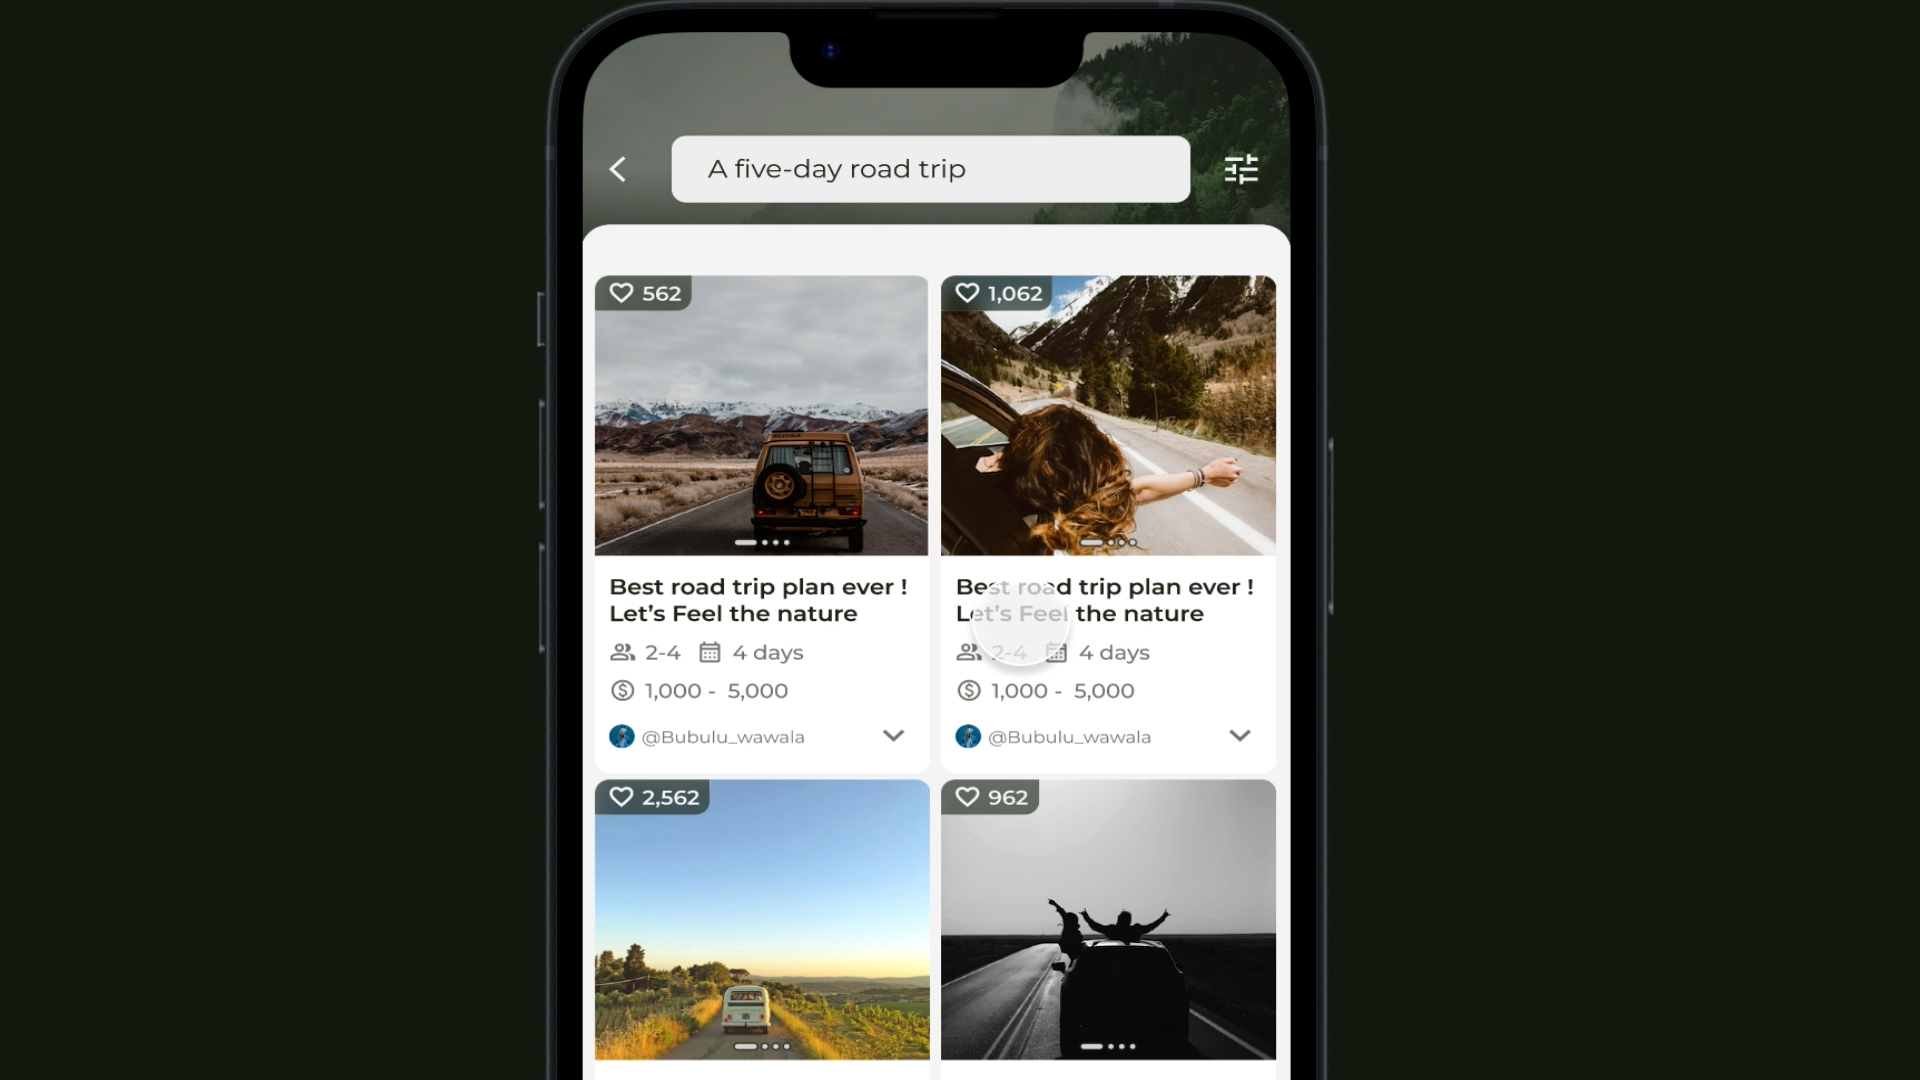 A five-day road trip
562
1,062
Best road trip plan ever !
Let's Feel the nature
2-4 4 days
1,000 - 5,000
@Bubulu_wawala
Best road trip plan ever !
Let's Feel the nature
2-4 4 days
1,000 - 5,000
@Bubulu_wawala
2,562
962